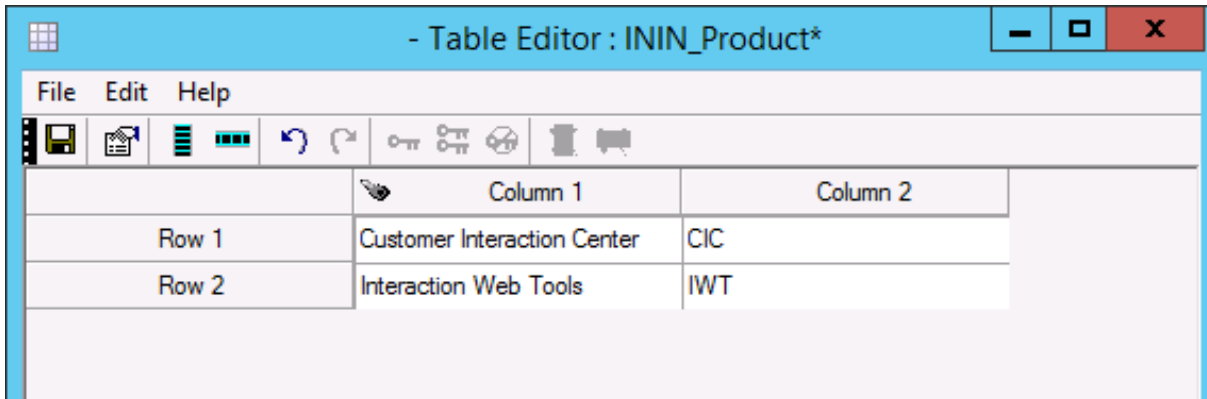 - Table Editor : ININ_Product*
File Edit Help
Column 1 Column 2
Row 1 Customer Interaction Center CIC
Row 2 Interaction Web Tools IWT